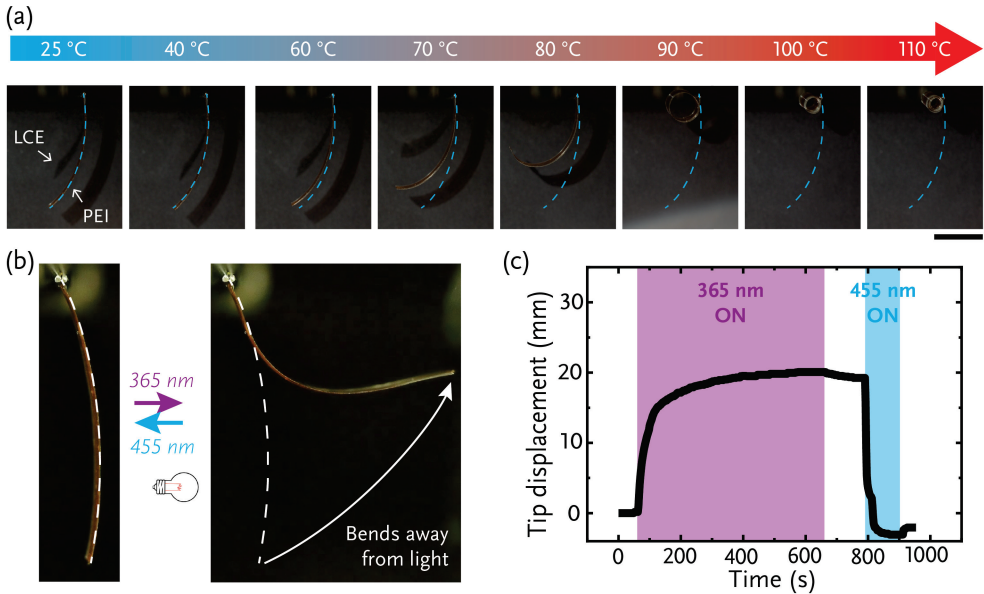 (a)
25 °C 40 °C 60 °C 70 °C 80 °C 90 °C 100 °C 110 °C
LCE
PEI
(b)
365 nm
455 nm
Bends away
from light
(c)
365 nm
ON
455 nm
ON
Tip displacement (mm)
30
20
10
0
0 200 400 600 800 1000
Time (s)